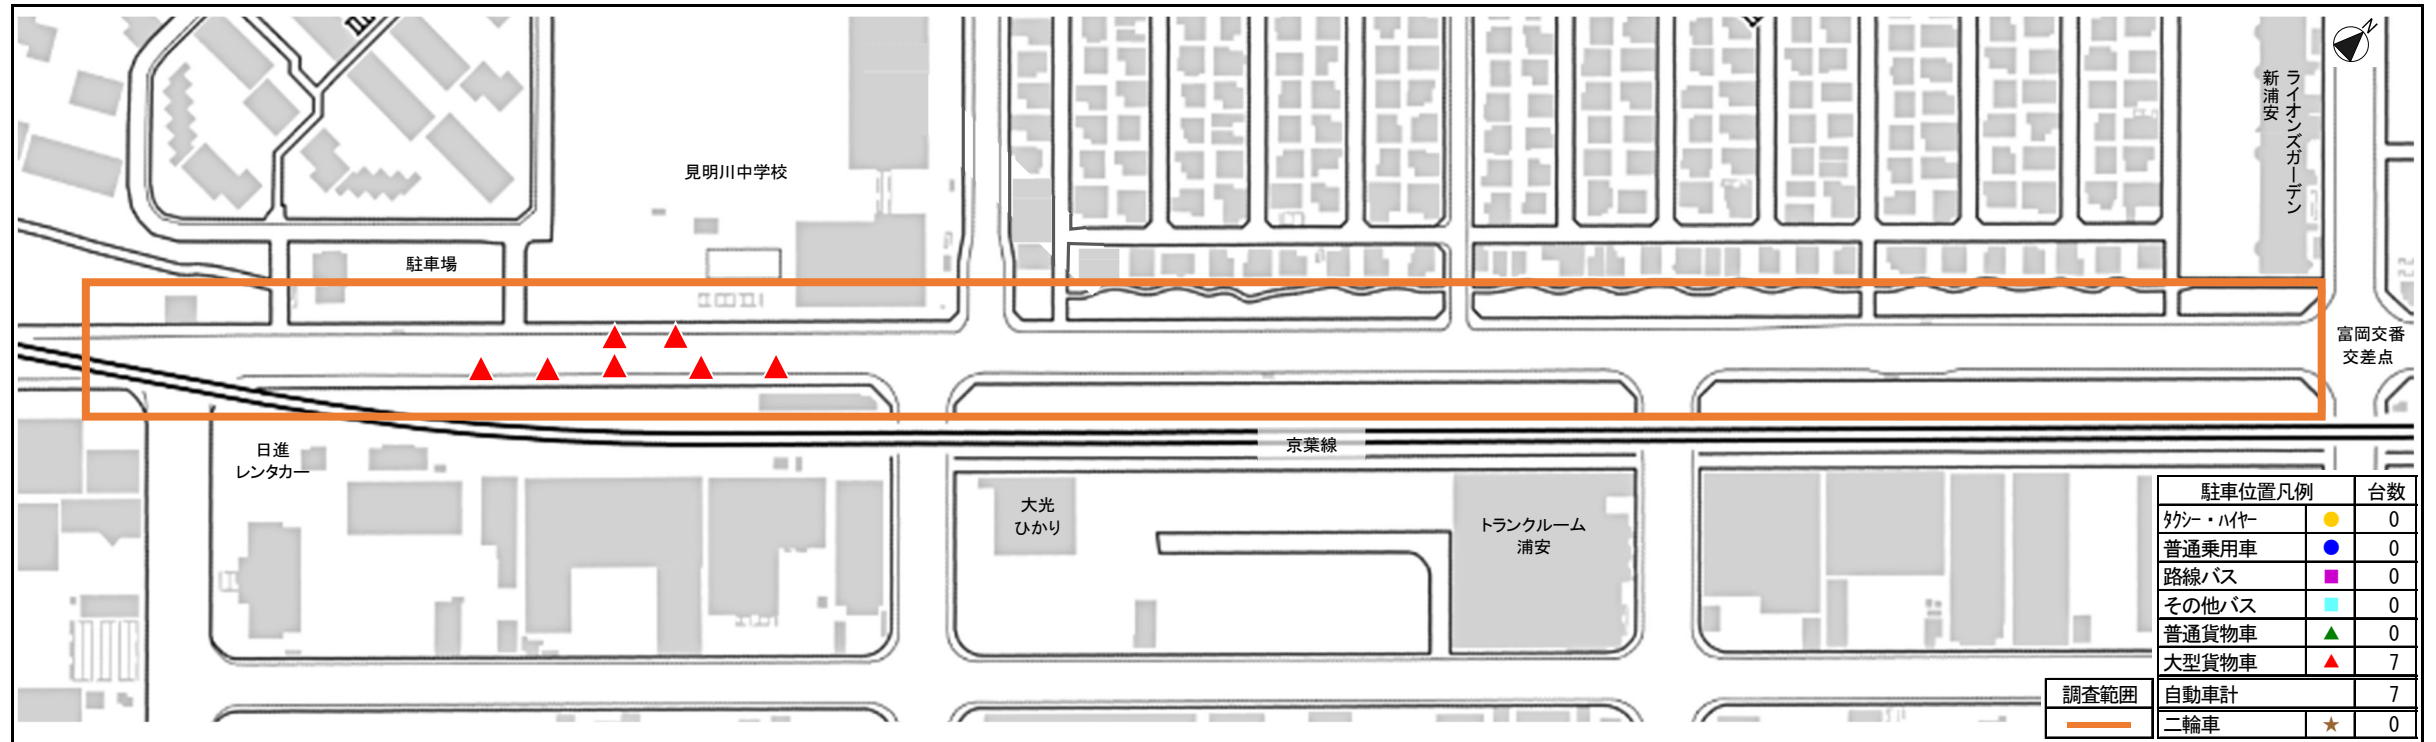 N
ライオンズガーデン
新浦安
見明川中学校
駐車場
富岡交番
交差点
日進
レンタカー
京葉線
大光
ひかり
トランクルーム
浦安
駐車位置凡例 台数
ﾀｸｼｰ・ﾊｲﾔｰ ● 0
普通乗用車 ● 0
路線バス ■ 0
その他バス ■ 0
普通貨物車 ▲ 0
大型貨物車 ▲ 7
調査範囲 自動車計 7
二輪車 ★ 0